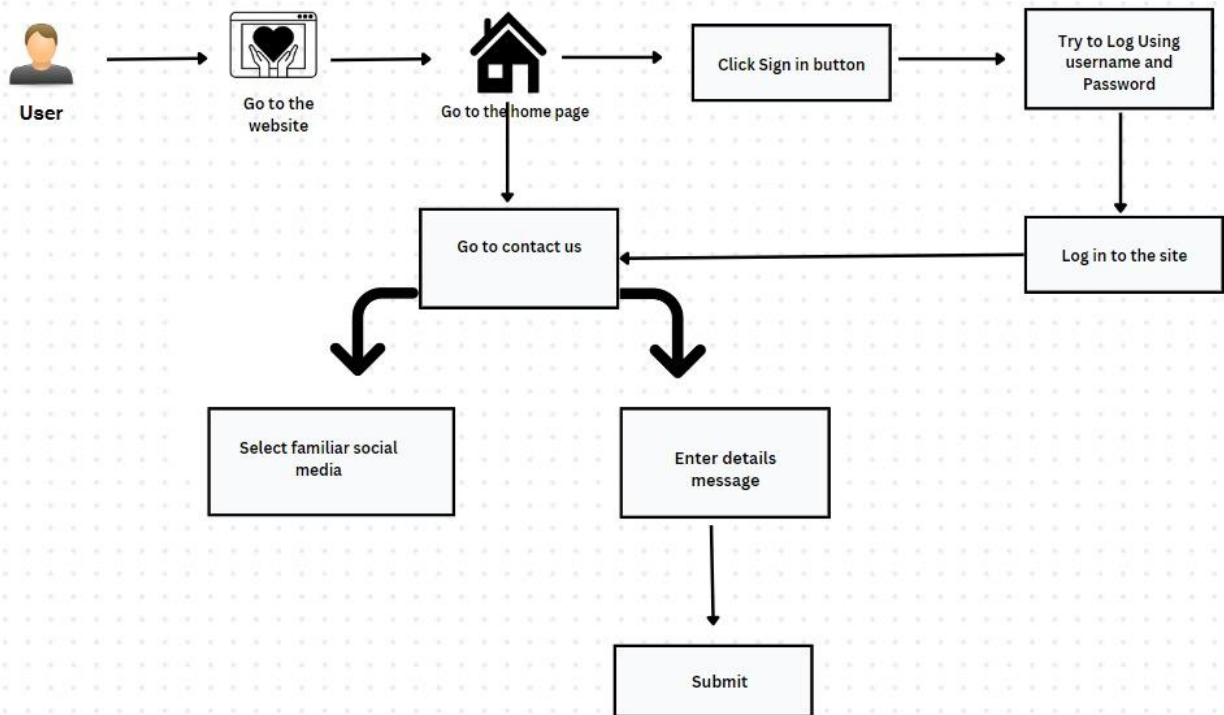 User
Go to the
website
Go to the home page
Click Sign in button
Try to Log Using
username and
Password
Go to contact us
Log in to the site
Select familiar social
media
Enter details
message
Submit